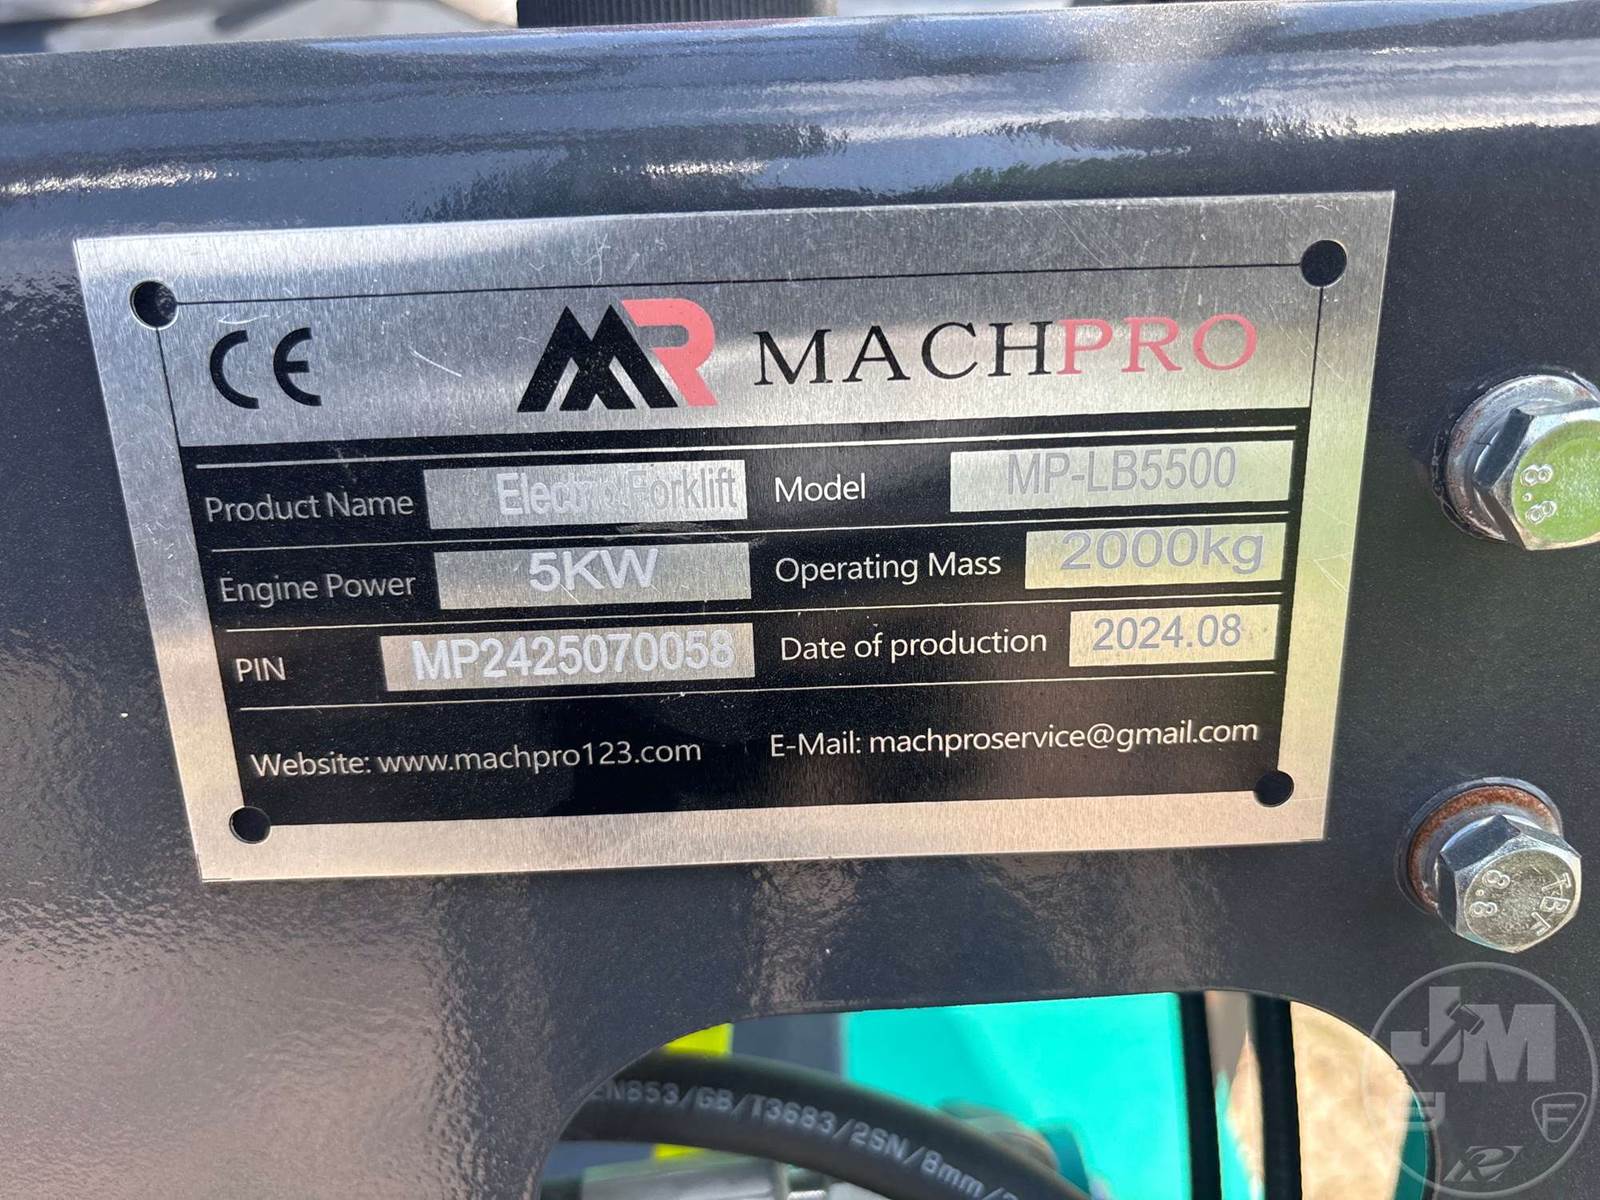 CE MR MACHPRO
Product Name Electric Forklift Model MP-LB5500
Engine Power 5KW Operating Mass 2000kg
PIN MP2425070058 Date of production 2024.08
Website: www.machpro123.com E-Mail: machproservice@gmail.com
8.8
8.8
JM
EN853/GB/T3683/2SN/8mm/